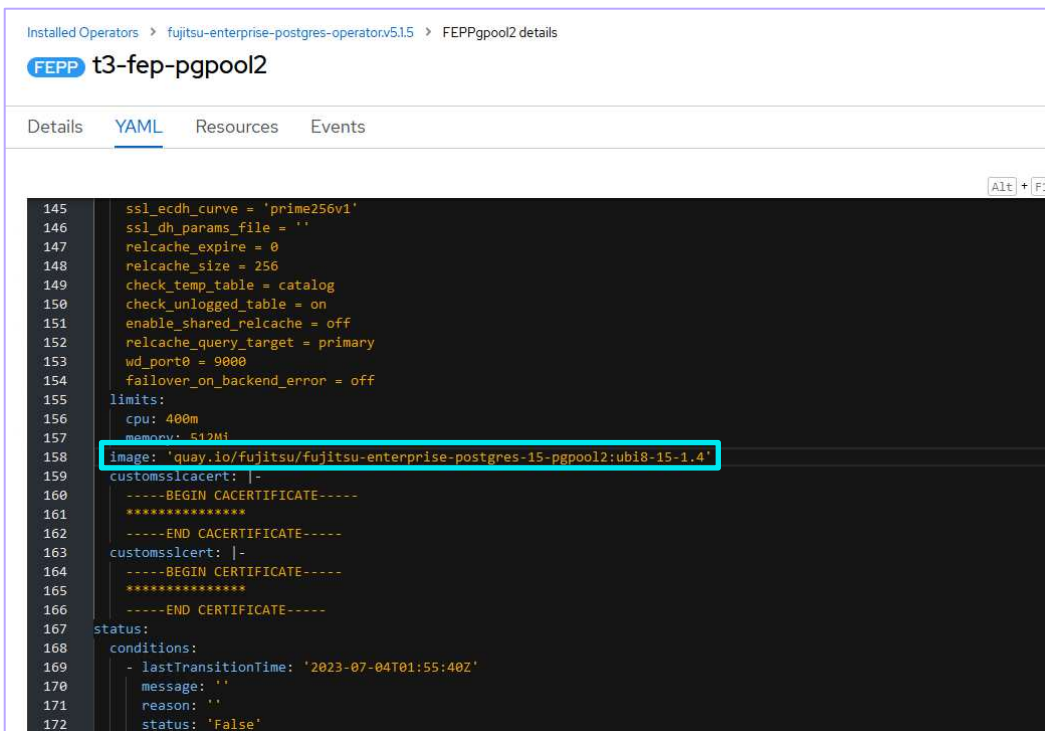 Installed Operators > fujitsu-enterprise-postgres-operator.v5.1.5 > FEPPgpool2 details
FEPP t3-fep-pgpool2
Details YAML Resources Events
Alt + F1
145 ssl_ecdh_curve = 'prime256v1'
146 ssl_dh_params_file = ''
147 relcache_expire = 0
148 relcache_size = 256
149 check_temp_table = catalog
150 check_unlogged_table = on
151 enable_shared_relcache = off
152 relcache_query_target = primary
153 wd_port0 = 9000
154 failover_on_backend_error = off
155 limits:
156 cpu: 400m
157 memory: 512Mi
158 image: 'quay.io/fujitsu/fujitsu-enterprise-postgres-15-pgpool2:ubi8-15-1.4'
159 customsslcacert: |-
160 -----BEGIN CACERTIFICATE-----
161 ***************
162 -----END CACERTIFICATE-----
163 customsslcert: |-
164 -----BEGIN CERTIFICATE-----
165 ***************
166 -----END CERTIFICATE-----
167 status:
168 conditions:
169 - lastTransitionTime: '2023-07-04T01:55:40Z'
170 message: ''
171 reason: ''
172 status: 'False'